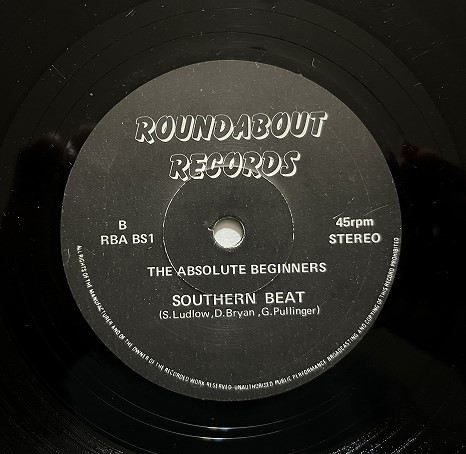 ROUNDABOUT
RECORDS
B
RBA BS1
45rpm
STEREO
THE ABSOLUTE BEGINNERS
SOUTHERN BEAT
(S.Ludlow,D.Bryan,G.Pullinger)
ALL RIGHTS OF THE MANUFACTURER AND OF THE OWNER OF THE RECORDED WORK RESERVED-UNAUTHORISED PUBLIC PERFORMANCE BROADCASTING AND COPYING OF THIS RECORD PROHIBITED